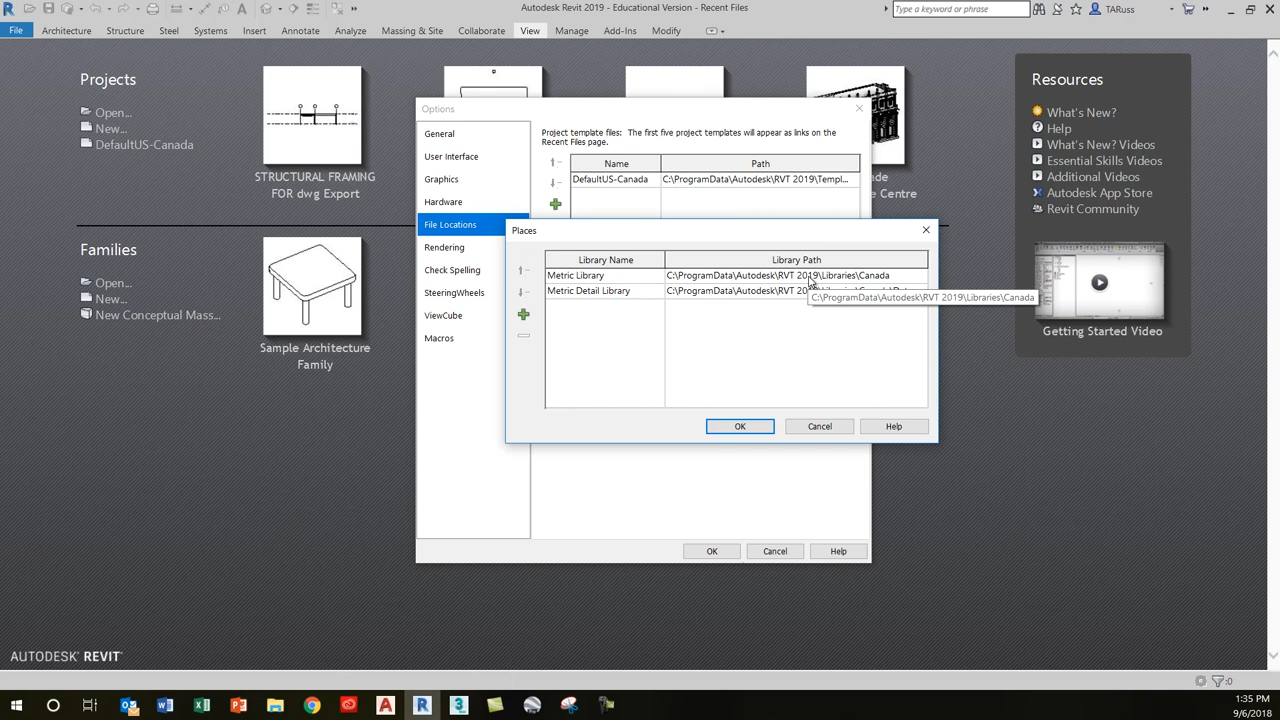 Autodesk Revit 2019 - Educational Version - Recent Files
Type a keyword or phrase
TARuss
File
Architecture
Structure
Steel
Systems
Insert
Annotate
Analyze
Massing & Site
Collaborate
View
Manage
Add-Ins
Modify
Projects
Open...
New...
DefaultUS-Canada
STRUCTURAL FRAMING
FOR dwg Export
Families
Open...
New...
New Conceptual Mass...
Sample Architecture
Family
Options
General
User Interface
Graphics
Hardware
File Locations
Rendering
Check Spelling
SteeringWheels
ViewCube
Macros
Project template files: The first five project templates will appear as links on the
Recent Files page.
Name
Path
DefaultUS-Canada
C:\ProgramData\Autodesk\RVT 2019\Templ...
Places
Library Name
Library Path
Metric Library
C:\ProgramData\Autodesk\RVT 2019\Libraries\Canada
Metric Detail Library
C:\ProgramData\Autodesk\RVT
C:\ProgramData\Autodesk\RVT 2019\Libraries\Canada
OK
Cancel
Help
OK
Cancel
Help
Resources
What's New?
Help
What's New? Videos
Essential Skills Videos
Additional Videos
Autodesk App Store
Revit Community
Getting Started Video
AUTODESK® REVIT®
:0
1:35 PM
9/6/2018